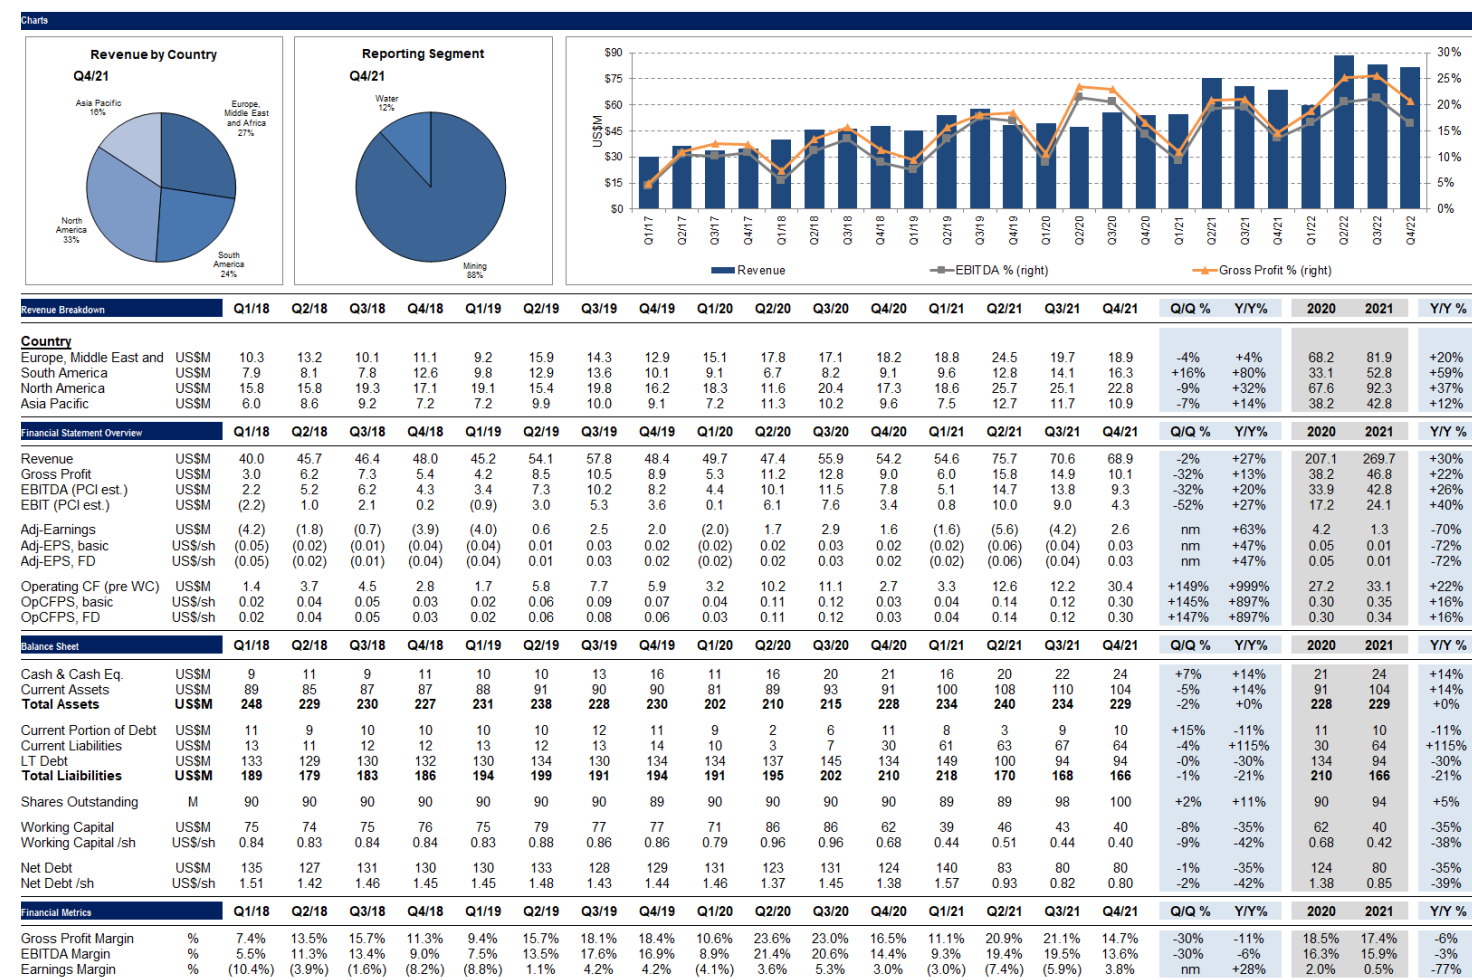 Charts
Revenue by Country
Q4/21
Asia Pacific
16%
Europe,
Middle East
and Africa
27%
North
America
33%
South
America
24%
Reporting Segment
Q4/21
Water
12%
Mining
88%
US$M
$90
$75
$60
$45
$30
$15
$0
30%
25%
20%
15%
10%
5%
0%
Q1/17 Q2/17 Q3/17 Q4/17 Q1/18 Q2/18 Q3/18 Q4/18 Q1/19 Q2/19 Q3/19 Q4/19 Q1/20 Q2/20 Q3/20 Q4/20 Q1/21 Q2/21 Q3/21 Q4/21 Q1/22 Q2/22 Q3/22 Q4/22
Revenue EBITDA % (right) Gross Profit % (right)
Revenue Breakdown Q1/18 Q2/18 Q3/18 Q4/18 Q1/19 Q2/19 Q3/19 Q4/19 Q1/20 Q2/20 Q3/20 Q4/20 Q1/21 Q2/21 Q3/21 Q4/21 Q/Q % Y/Y% 2020 2021 Y/Y %
Country
Europe, Middle East and US$M 10.3 13.2 10.1 11.1 9.2 15.9 14.3 12.9 15.1 17.8 17.1 18.2 18.8 24.5 19.7 18.9 -4% +4% 68.2 81.9 +20%
South America US$M 7.9 8.1 7.8 12.6 9.8 12.9 13.6 10.1 9.1 6.7 8.2 9.1 9.6 12.8 14.1 16.3 +16% +80% 33.1 52.8 +59%
North America US$M 15.8 15.8 19.3 17.1 19.1 15.4 19.8 16.2 18.3 11.6 20.4 17.3 18.6 25.7 25.1 22.8 -9% +32% 67.6 92.3 +37%
Asia Pacific US$M 6.0 8.6 9.2 7.2 7.2 9.9 10.0 9.1 7.2 11.3 10.2 9.6 7.5 12.7 11.7 10.9 -7% +14% 38.2 42.8 +12%
Financial Statement Overview Q1/18 Q2/18 Q3/18 Q4/18 Q1/19 Q2/19 Q3/19 Q4/19 Q1/20 Q2/20 Q3/20 Q4/20 Q1/21 Q2/21 Q3/21 Q4/21 Q/Q % Y/Y% 2020 2021 Y/Y %
Revenue US$M 40.0 45.7 46.4 48.0 45.2 54.1 57.8 48.4 49.7 47.4 55.9 54.2 54.6 75.7 70.6 68.9 -2% +27% 207.1 269.7 +30%
Gross Profit US$M 3.0 6.2 7.3 5.4 4.2 8.5 10.5 8.9 5.3 11.2 12.8 9.0 6.0 15.8 14.9 10.1 -32% +13% 38.2 46.8 +22%
EBITDA (PCI est.) US$M 2.2 5.2 6.2 4.3 3.4 7.3 10.2 8.2 4.4 10.1 11.5 7.8 5.1 14.7 13.8 9.3 -32% +20% 33.9 42.8 +26%
EBIT (PCI est.) US$M (2.2) 1.0 2.1 0.2 (0.9) 3.0 5.3 3.6 0.1 6.1 7.6 3.4 0.8 10.0 9.0 4.3 -52% +27% 17.2 24.1 +40%
Adj-Earnings US$M (4.2) (1.8) (0.7) (3.9) (4.0) 0.6 2.5 2.0 (2.0) 1.7 2.9 1.6 (1.6) (5.6) (4.2) 2.6 nm +63% 4.2 1.3 -70%
Adj-EPS, basic US$/sh (0.05) (0.02) (0.01) (0.04) (0.04) 0.01 0.03 0.02 (0.02) 0.02 0.03 0.02 (0.02) (0.06) (0.04) 0.03 nm +47% 0.05 0.01 -72%
Adj-EPS, FD US$/sh (0.05) (0.02) (0.01) (0.04) (0.04) 0.01 0.03 0.02 (0.02) 0.02 0.03 0.02 (0.02) (0.06) (0.04) 0.03 nm +47% 0.05 0.01 -72%
Operating CF (pre WC) US$M 1.4 3.7 4.5 2.8 1.7 5.8 7.7 5.9 3.2 10.2 11.1 2.7 3.3 12.6 12.2 30.4 +149% +999% 27.2 33.1 +22%
OpCFPS, basic US$/sh 0.02 0.04 0.05 0.03 0.02 0.06 0.09 0.07 0.04 0.11 0.12 0.03 0.04 0.14 0.12 0.30 +145% +897% 0.30 0.35 +16%
OpCFPS, FD US$/sh 0.02 0.04 0.05 0.03 0.02 0.06 0.08 0.06 0.03 0.11 0.12 0.03 0.04 0.14 0.12 0.30 +147% +897% 0.30 0.34 +16%
Balance Sheet Q1/18 Q2/18 Q3/18 Q4/18 Q1/19 Q2/19 Q3/19 Q4/19 Q1/20 Q2/20 Q3/20 Q4/20 Q1/21 Q2/21 Q3/21 Q4/21 Q/Q % Y/Y% 2020 2021 Y/Y %
Cash & Cash Eq. US$M 9 11 9 11 10 10 13 16 11 16 20 21 16 20 22 24 +7% +14% 21 24 +14%
Current Assets US$M 89 85 87 87 88 91 90 90 81 89 93 91 100 108 110 104 -5% +14% 91 104 +14%
Total Assets US$M 248 229 230 227 231 238 228 230 202 210 215 228 234 240 234 229 -2% +0% 228 229 +0%
Current Portion of Debt US$M 11 9 10 10 10 10 12 11 9 2 6 11 8 3 9 10 +15% -11% 11 10 -11%
Current Liabilities US$M 13 11 12 12 13 12 13 14 10 3 7 30 61 63 67 64 -4% +115% 30 64 +115%
LT Debt US$M 133 129 130 132 130 134 130 134 134 137 145 134 149 100 94 94 -0% -30% 134 94 -30%
Total Liaibilities US$M 189 179 183 186 194 199 191 194 191 195 202 210 218 170 168 166 -1% -21% 210 166 -21%
Shares Outstanding M 90 90 90 90 90 90 90 89 90 90 90 90 89 89 98 100 +2% +11% 90 94 +5%
Working Capital US$M 75 74 75 76 75 79 77 77 71 86 86 62 39 46 43 40 -8% -35% 62 40 -35%
Working Capital /sh US$/sh 0.84 0.83 0.84 0.84 0.83 0.88 0.86 0.86 0.79 0.96 0.96 0.68 0.44 0.51 0.44 0.40 -9% -42% 0.68 0.42 -38%
Net Debt US$M 135 127 131 130 130 133 128 129 131 123 131 124 140 83 80 80 -1% -35% 124 80 -35%
Net Debt /sh US$/sh 1.51 1.42 1.46 1.45 1.45 1.48 1.43 1.44 1.46 1.37 1.45 1.38 1.57 0.93 0.82 0.80 -2% -42% 1.38 0.85 -39%
Financial Metrics Q1/18 Q2/18 Q3/18 Q4/18 Q1/19 Q2/19 Q3/19 Q4/19 Q1/20 Q2/20 Q3/20 Q4/20 Q1/21 Q2/21 Q3/21 Q4/21 Q/Q % Y/Y% 2020 2021 Y/Y %
Gross Profit Margin % 7.4% 13.5% 15.7% 11.3% 9.4% 15.7% 18.1% 18.4% 10.6% 23.6% 23.0% 16.5% 11.1% 20.9% 21.1% 14.7% -30% -11% 18.5% 17.4% -6%
EBITDA Margin % 5.5% 11.3% 13.4% 9.0% 7.5% 13.5% 17.6% 16.9% 8.9% 21.4% 20.6% 14.3% 9.3% 19.4% 19.5% 13.6% -30% -6% 16.3% 15.9% -3%
Earnings Margin % (10.4%) (3.9%) (1.6%) (8.2%) (8.8%) 1.1% 4.2% 4.2% (4.1%) 3.6% 5.3% 3.0% (3.0%) (7.4%) (5.9%) 3.8% nm +28% 2.0% 0.5% -77%